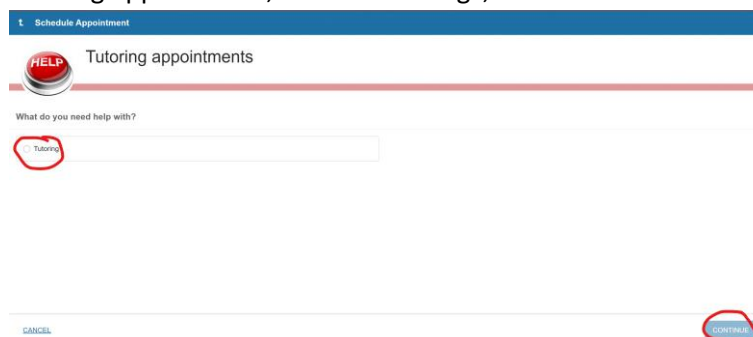 Schedule Appointment
HELP
Tutoring appointments
What do you need help with?
Tutoring
CANCEL
CONTINUE